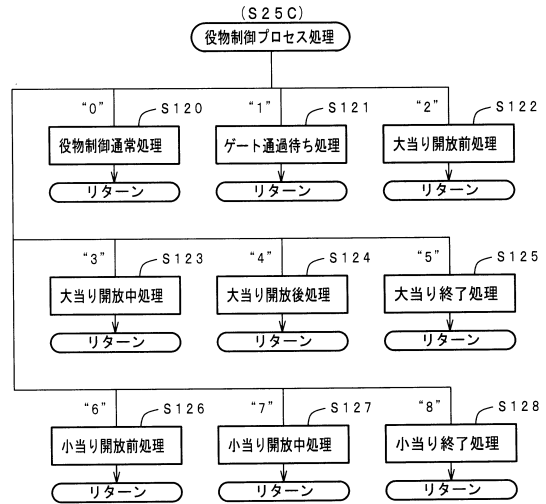 (S25C)
役物制御プロセス処理
“0” S120 “1” S121 “2” S122
役物制御通常処理 ゲート通過待ち処理 大当り開放前処理
リターン リターン リターン
“3” S123 “4” S124 “5” S125
大当り開放中処理 大当り開放後処理 大当り終了処理
リターン リターン リターン
“6” S126 “7” S127 “8” S128
小当り開放前処理 小当り開放中処理 小当り終了処理
リターン リターン リターン